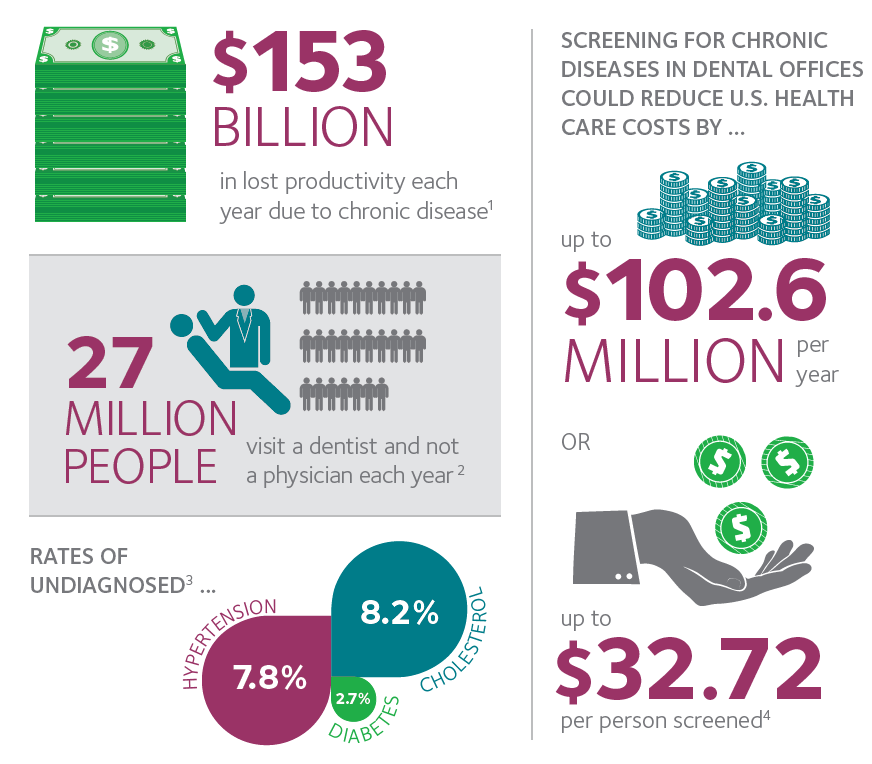 $153
BILLION
in lost productivity each
year due to chronic disease¹
27
MILLION
PEOPLE
visit a dentist and not
a physician each year ²
RATES OF
UNDIAGNOSED³ ...
HYPERTENSION
7.8%
8.2%
CHOLESTEROL
2.7%
DIABETES
SCREENING FOR CHRONIC
DISEASES IN DENTAL OFFICES
COULD REDUCE U.S. HEALTH
CARE COSTS BY ...
up to
$102.6
MILLION
per
year
OR
up to
$32.72
per person screened⁴